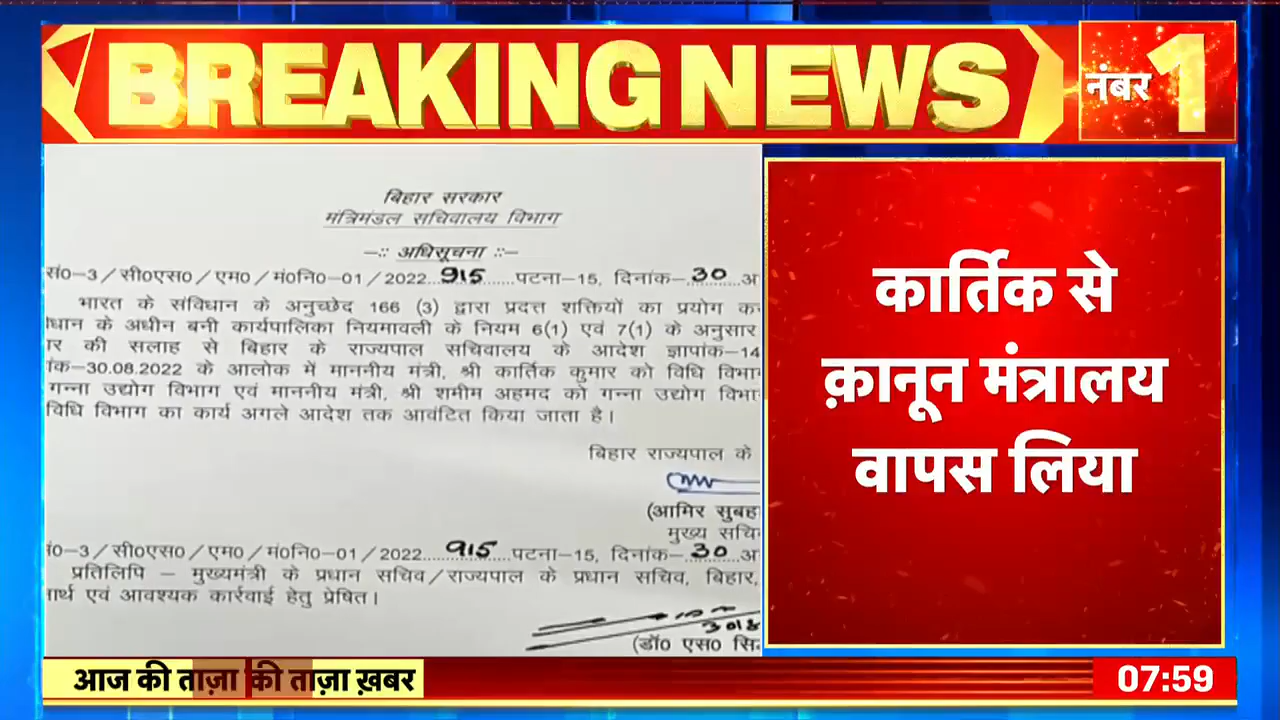 BREAKING NEWS
नंबर 1
बिहार सरकार
मंत्रिमंडल सचिवालय विभाग
-:: अधिसूचना ::-
सं0-3/सी0एस0/एम0/मं0नि0-01/2022 915 पटना-15, दिनांक- 30
भारत के संविधान के अनुच्छेद 166 (3) द्वारा प्रदत्त शक्तियों का प्रयोग
के अधीन बनी कार्यपालिका नियमावली के नियम 6(1) एवं 7(1) के अनुसार
की सलाह से बिहार के राज्यपाल सचिवालय के आदेश ज्ञापांक-14
-30.08.2022 के आलोक में माननीय मंत्री, श्री कार्तिक कुमार को विधि
गन्ना उद्योग विभाग एवं माननीय मंत्री, श्री शमीम अहमद को गन्ना उद्योग
विधि विभाग का कार्य अगले आदेश तक आवंटित किया जाता है।
बिहार राज्यपाल के
(आमिर सुबह
मुख्य सचि
0-3/सी0एस0/एम0/मं0नि0-01/2022 915 पटना-15, दिनांक- 30
प्रतिलिपि – मुख्यमंत्री के प्रधान सचिव/राज्यपाल के प्रधान सचिव, बिहार,
एवं आवश्यक कार्रवाई हेतु प्रेषित।
(डॉ0 एस0
कार्तिक से
क़ानून मंत्रालय
वापस लिया
आज की ताज़ा की ताज़ा ख़बर
07:59